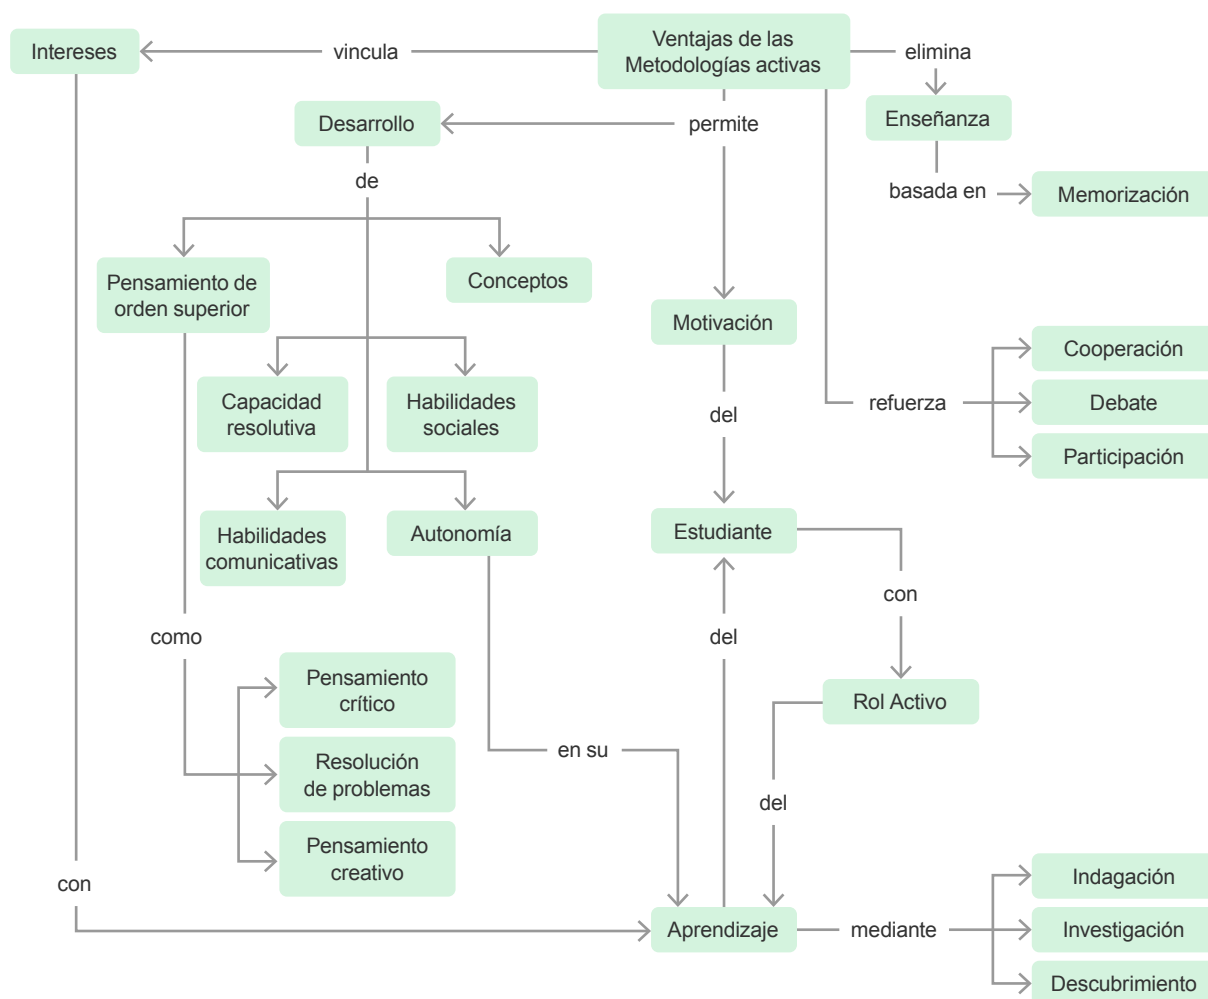 Ventajas de las
Metodologías activas
vincula
Intereses
elimina
Enseñanza
basada en
Memorización
permite
Desarrollo
de
Pensamiento de
orden superior
Conceptos
Capacidad
resolutiva
Habilidades
sociales
Habilidades
comunicativas
Autonomía
Motivación
del
Estudiante
refuerza
Cooperación
Debate
Participación
con
Rol Activo
del
como
Pensamiento
crítico
Resolución
de problemas
Pensamiento
creativo
en su
del
con
Aprendizaje
mediante
Indagación
Investigación
Descubrimiento